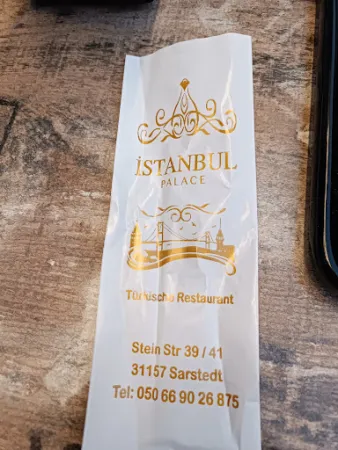 İSTANBUL
PALACE
Türkische Restaurant
Stein Str 39 / 41
31157 Sarstedt
Tel: 050 66 90 26 875